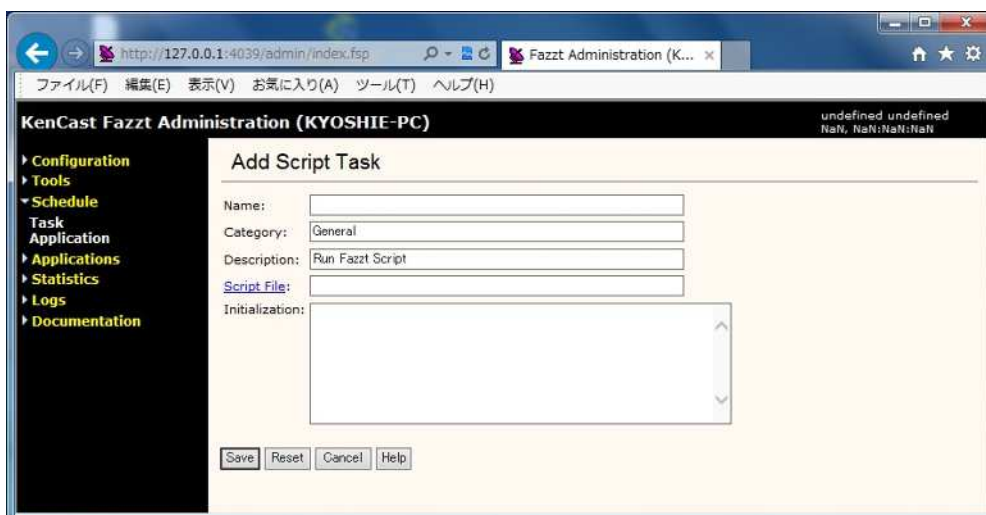 http://127.0.0.1:4039/admin/index.fsp
Fazzt Administration (K...
ファイル(F) 編集(E) 表示(V) お気に入り(A) ツール(T) ヘルプ(H)
KenCast Fazzt Administration (KYOSHIE-PC)
undefined undefined
NaN, NaN:NaN:NaN
Configuration
Tools
Schedule
Task
Application
Applications
Statistics
Logs
Documentation
Add Script Task
Name:
Category: General
Description: Run Fazzt Script
Script File:
Initialization:
Save Reset Cancel Help